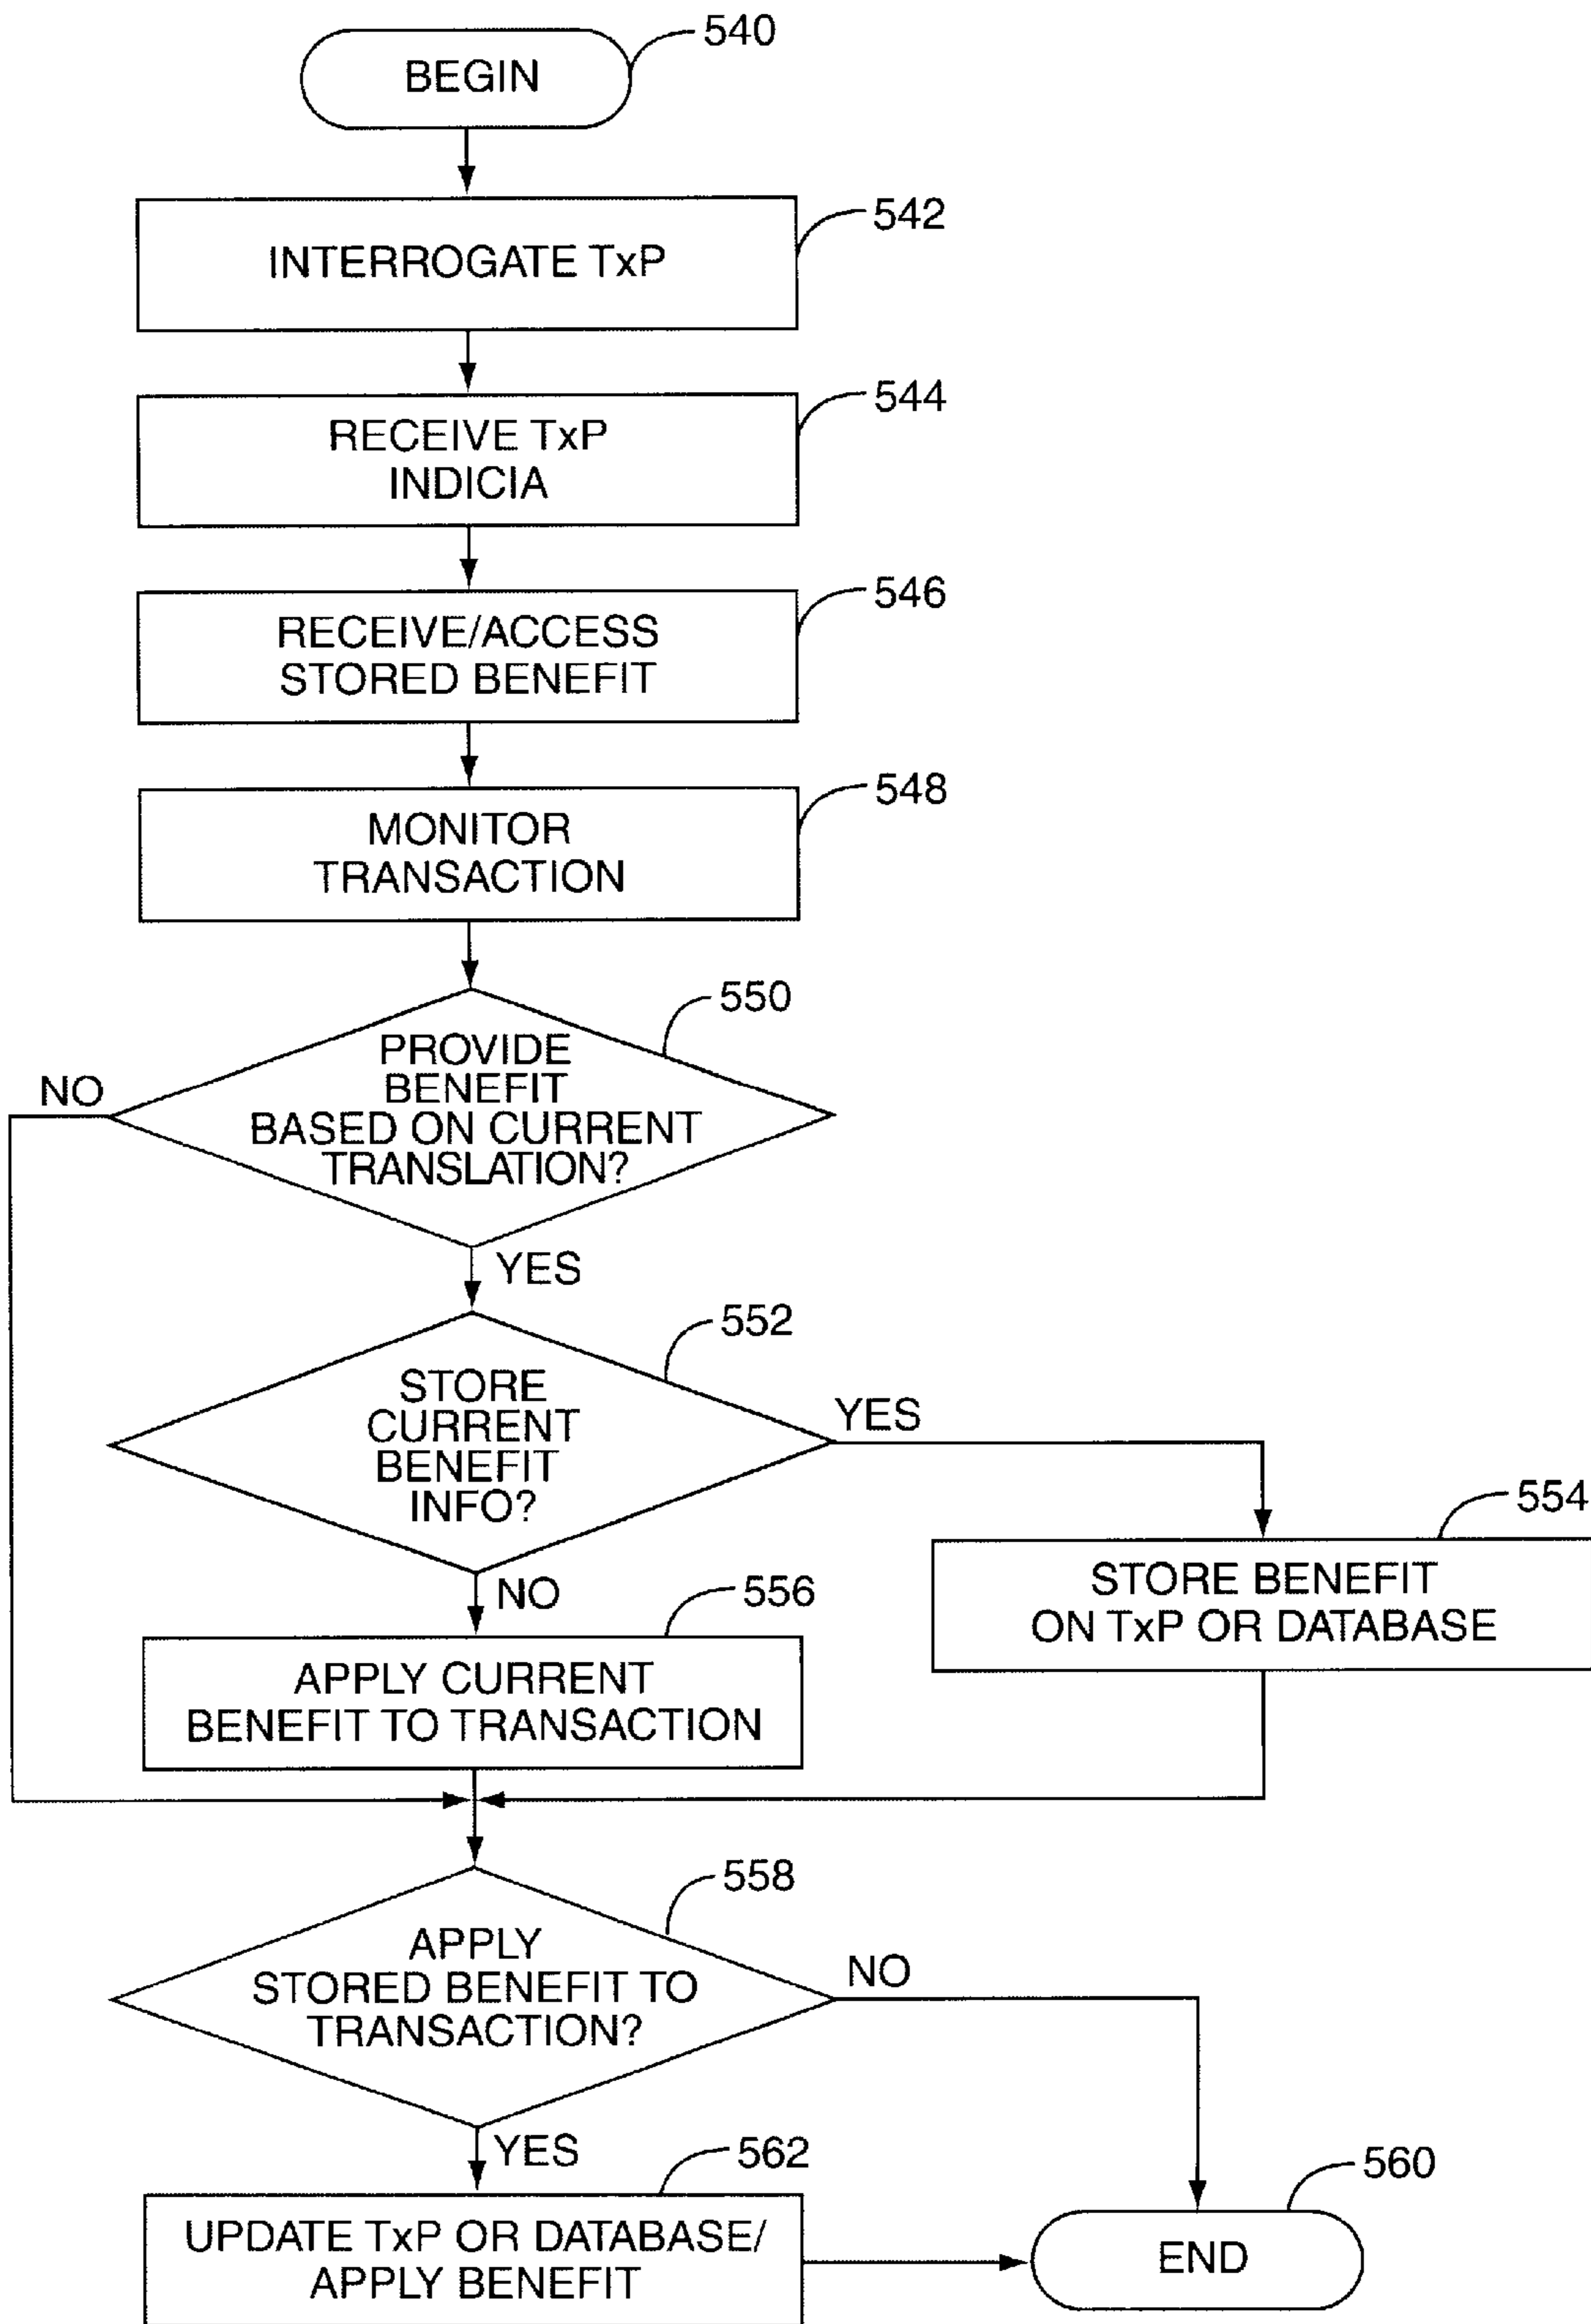 540
BEGIN
542
INTERROGATE TxP
544
RECEIVE TxP
INDICIA
546
RECEIVE/ACCESS
STORED BENEFIT
548
MONITOR
TRANSACTION
550
PROVIDE
BENEFIT
BASED ON CURRENT
TRANSLATION?
NO
YES
552
STORE
CURRENT
BENEFIT
INFO?
YES
554
STORE BENEFIT
ON TxP OR DATABASE
NO
556
APPLY CURRENT
BENEFIT TO TRANSACTION
558
APPLY
STORED BENEFIT TO
TRANSACTION?
NO
YES
562
UPDATE TxP OR DATABASE/
APPLY BENEFIT
560
END